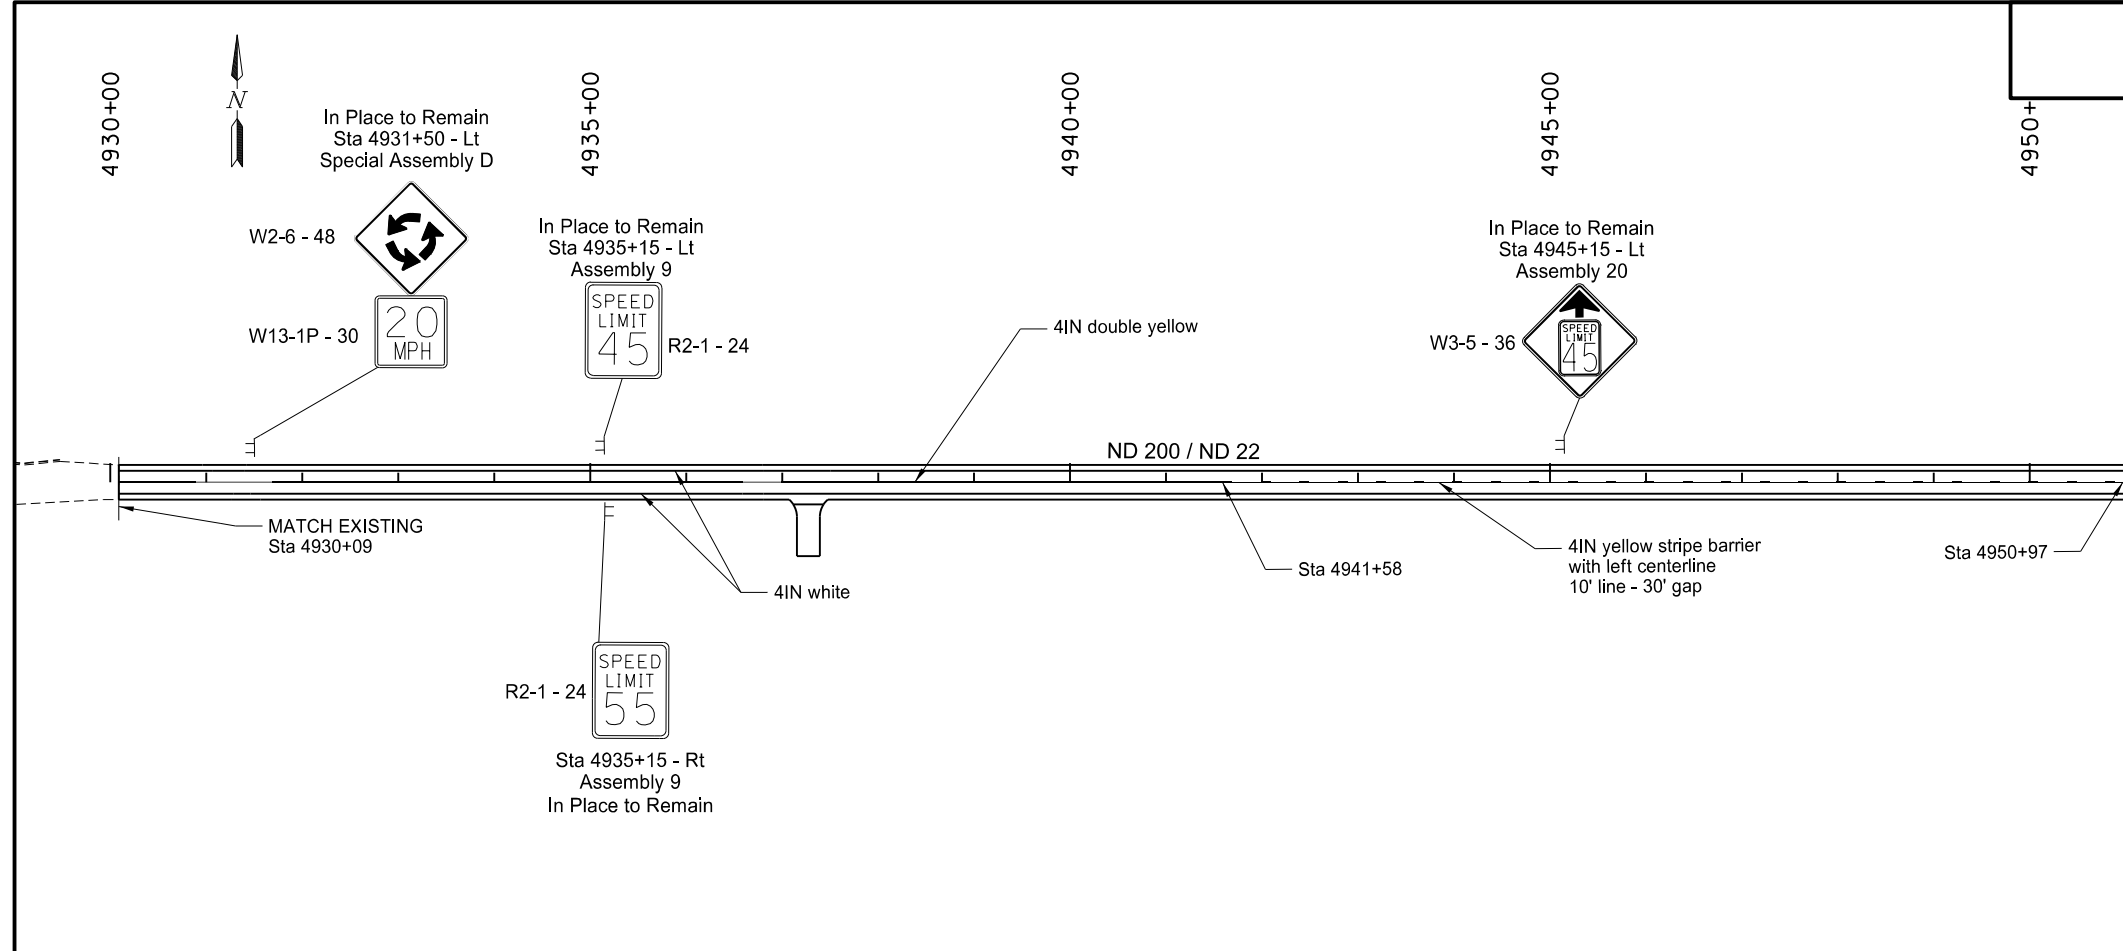 4930+00
N
4935+00
4940+00
4945+00
4950+
In Place to Remain
Sta 4931+50 - Lt
Special Assembly D
W2-6 - 48
W13-1P - 30
20
MPH
In Place to Remain
Sta 4935+15 - Lt
Assembly 9
SPEED
LIMIT
45
R2-1 - 24
4IN double yellow
In Place to Remain
Sta 4945+15 - Lt
Assembly 20
W3-5 - 36
SPEED
LIMIT
45
ND 200 / ND 22
MATCH EXISTING
Sta 4930+09
4IN white
Sta 4941+58
4IN yellow stripe barrier
with left centerline
10' line - 30' gap
Sta 4950+97
R2-1 - 24
SPEED
LIMIT
55
Sta 4935+15 - Rt
Assembly 9
In Place to Remain